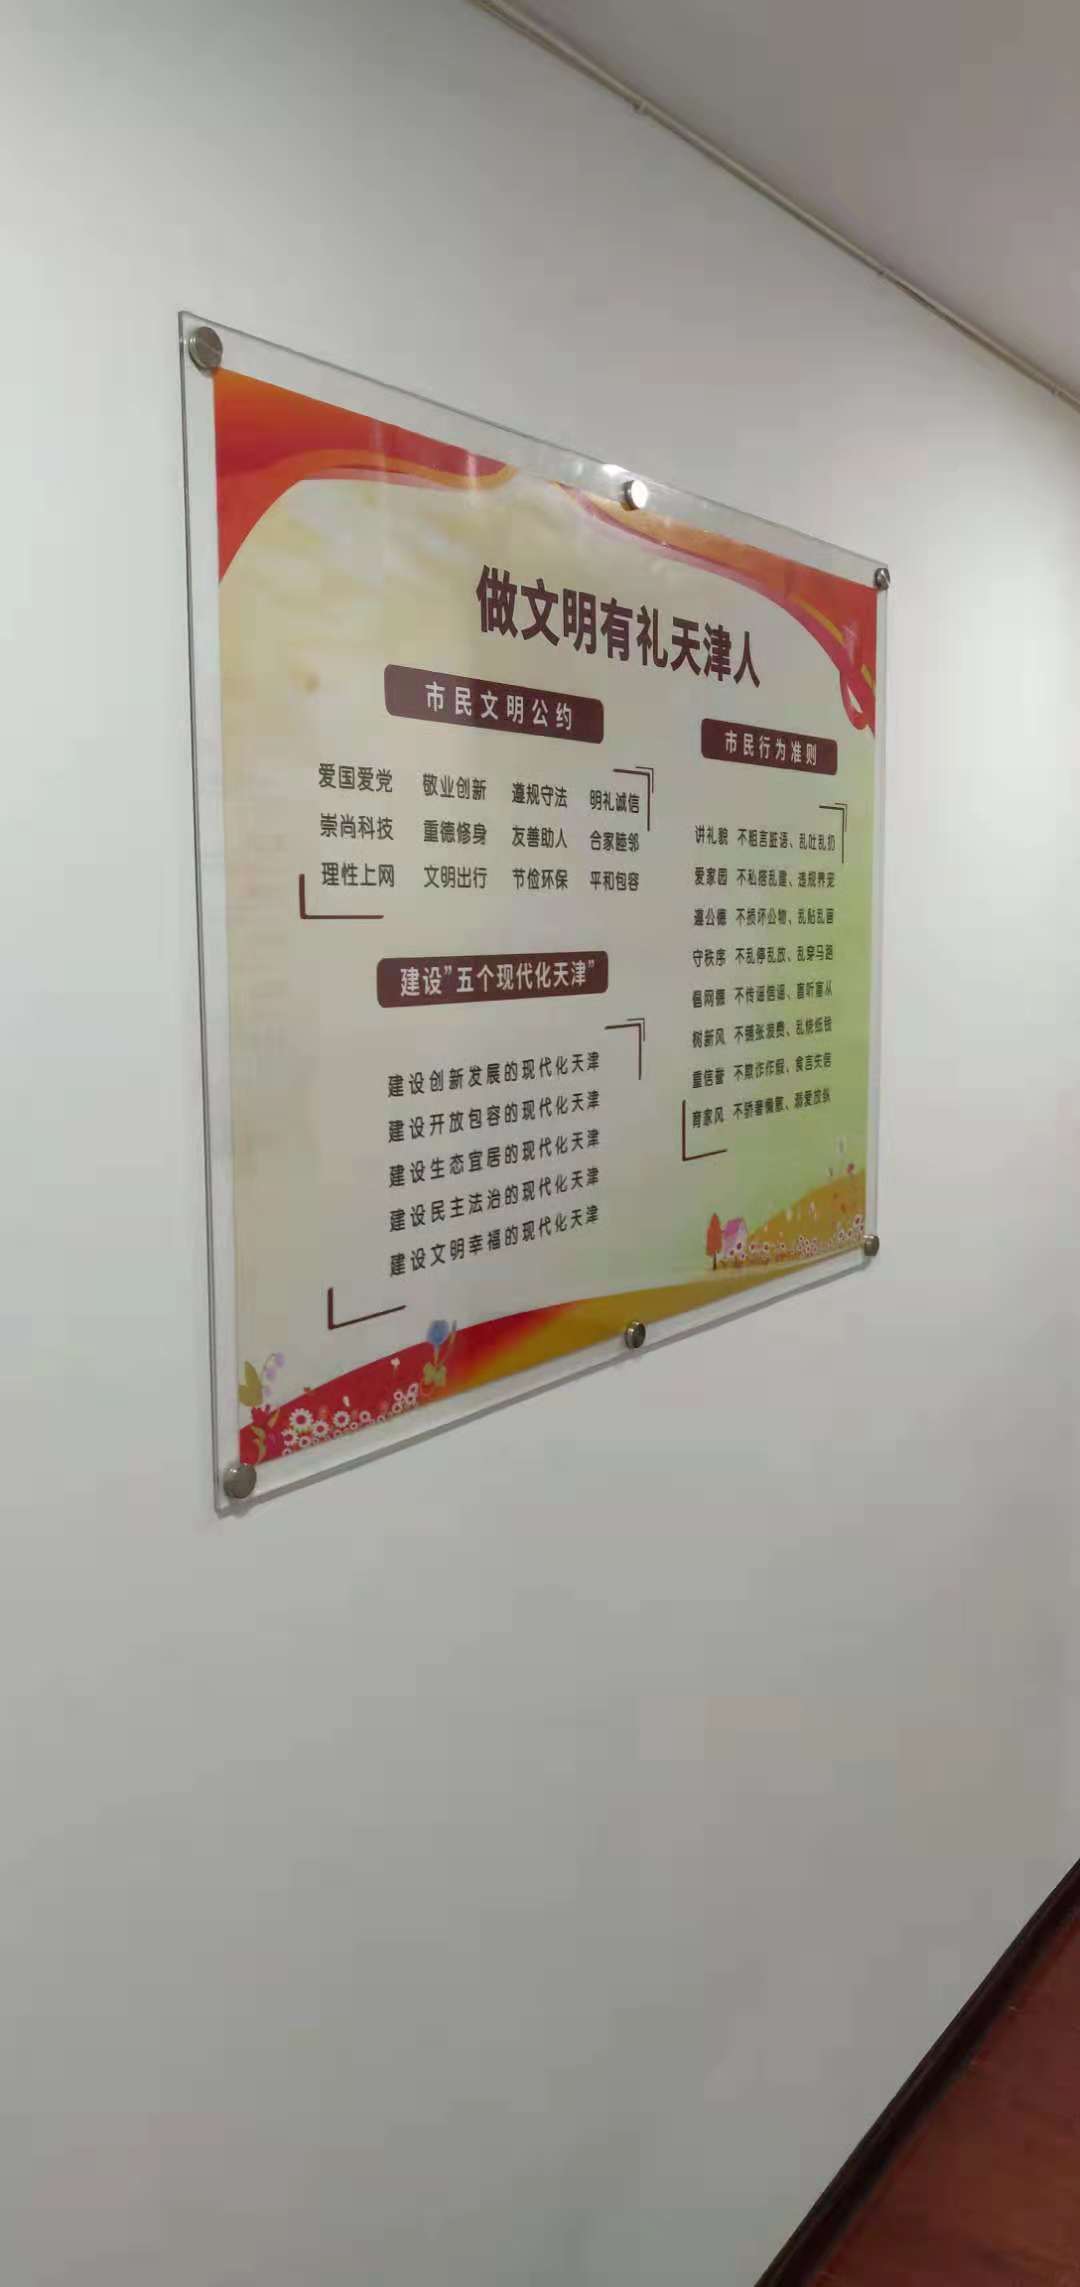 做文明有礼天津人
市民文明公约
爱国爱党 敬业创新 遵规守法 明礼诚信
崇尚科技 重德修身 友善助人 合家睦邻
理性上网 文明出行 节俭环保 平和包容
建设"五个现代化天津"
建设创新发展的现代化天津
建设开放包容的现代化天津
建设生态宜居的现代化天津
建设民主法治的现代化天津
建设文明幸福的现代化天津
市民行为准则
讲礼貌 不粗言脏语、乱吐乱扔
爱家园 不私搭乱建、违规养宠
遵公德 不损坏公物、乱贴乱画
守秩序 不乱停乱放、乱穿马路
倡网德 不传谣信谣、盲听盲从
树新风 不铺张浪费、乱烧纸钱
重信誉 不欺诈作假、食言失信
育家风 不骄奢懒散、溺爱放纵